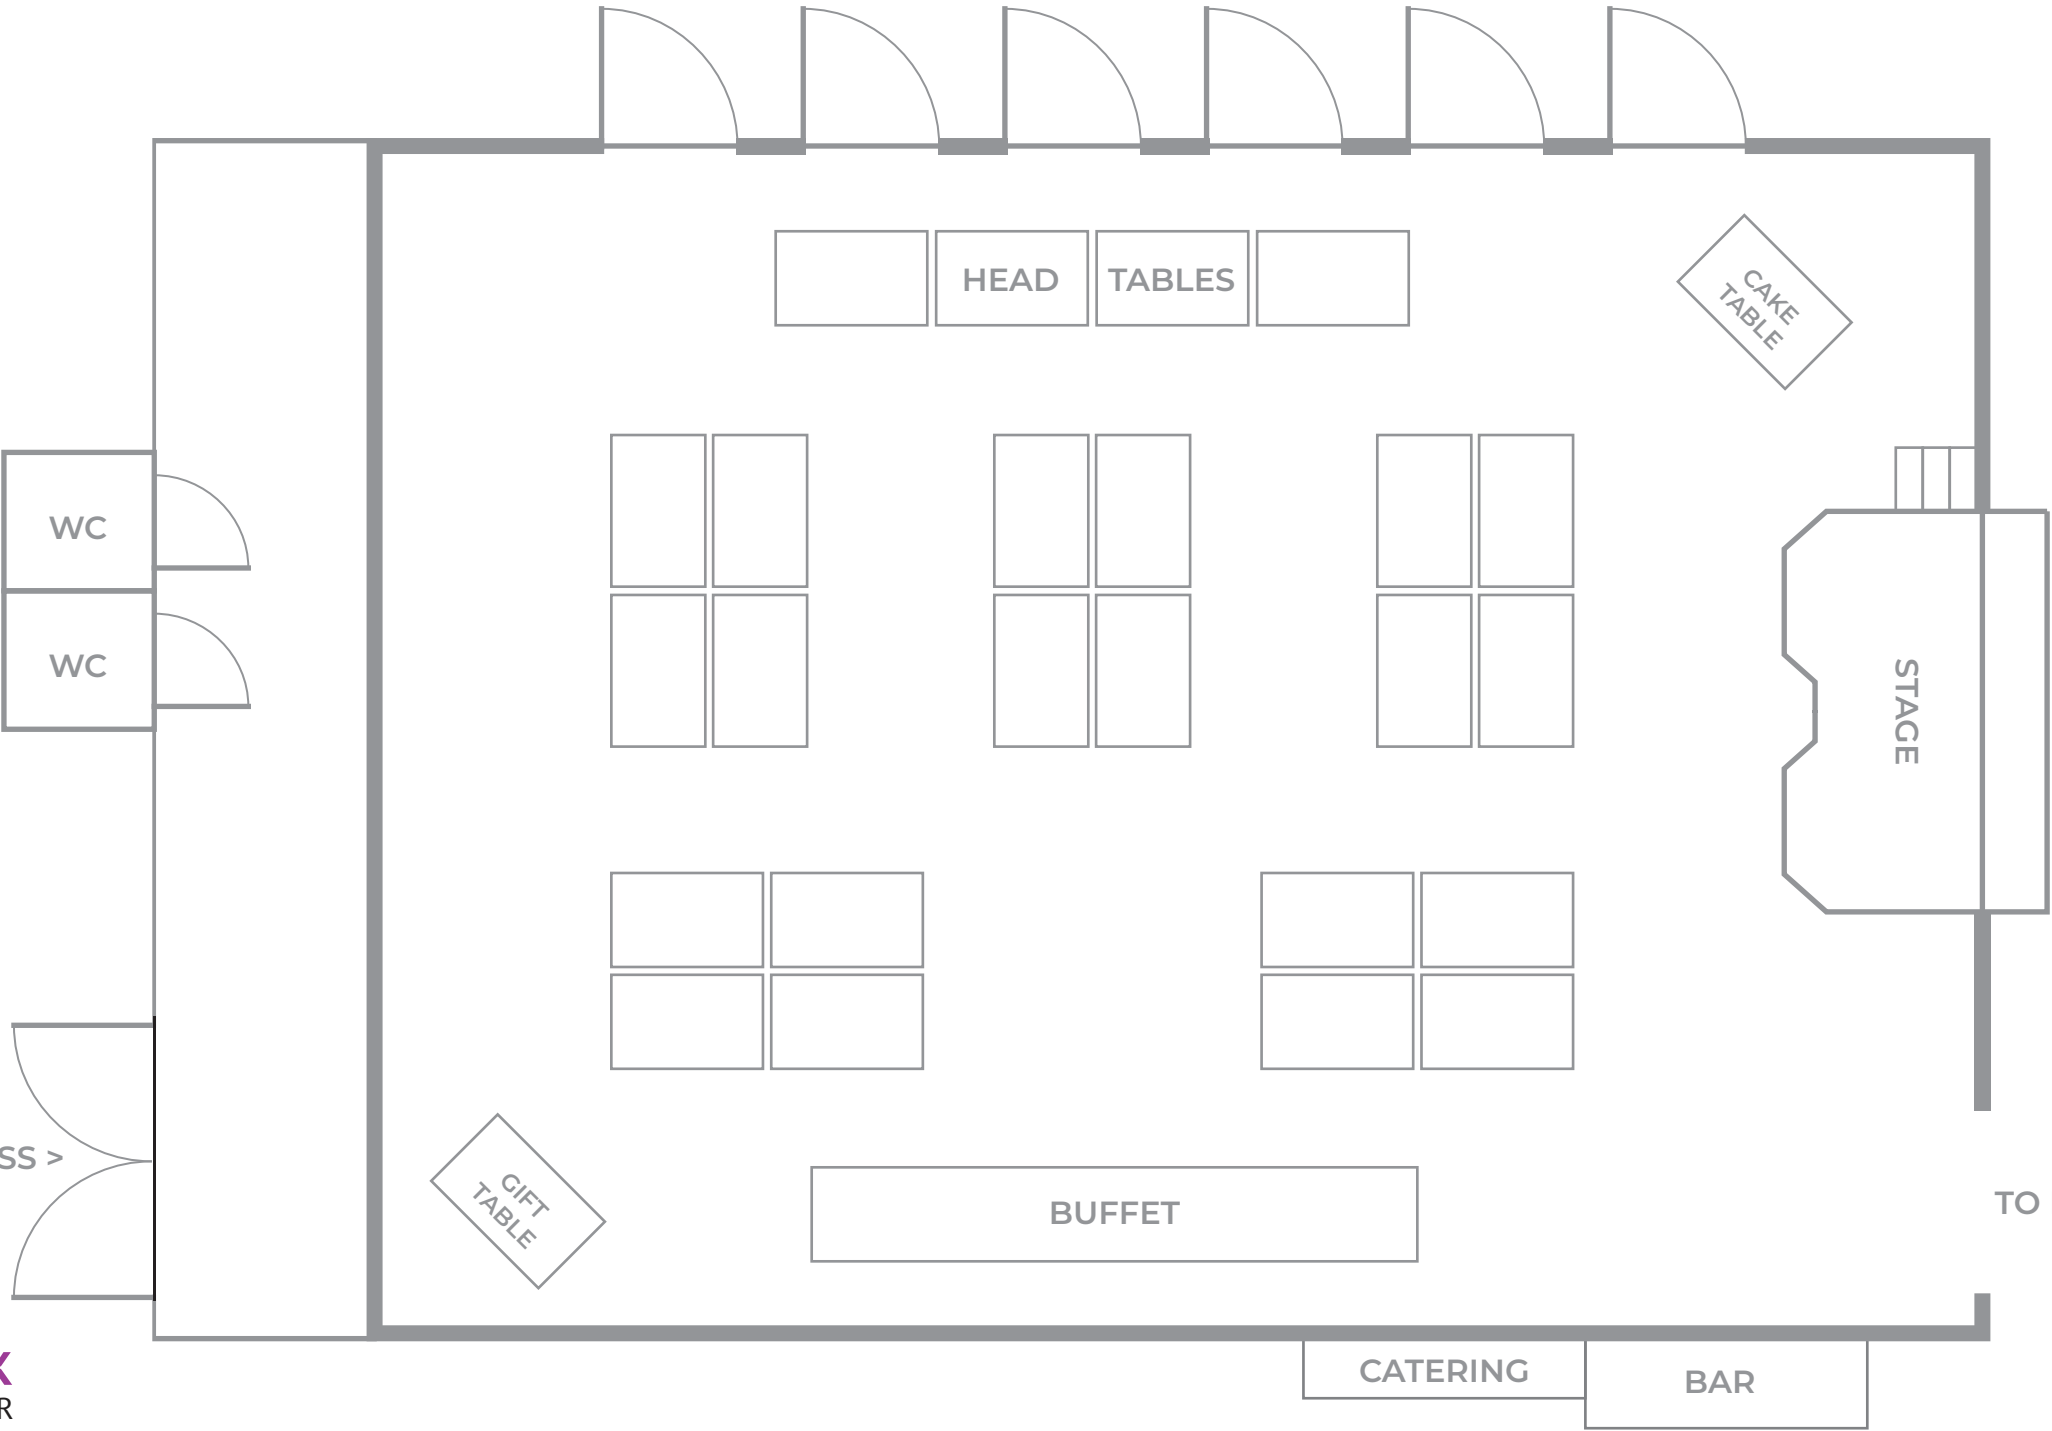 HEAD TABLES
CAKE
TABLE
WC
WC
STAGE
SS >
TO
GIFT
TABLE
BUFFET
CATERING
BAR
X
R